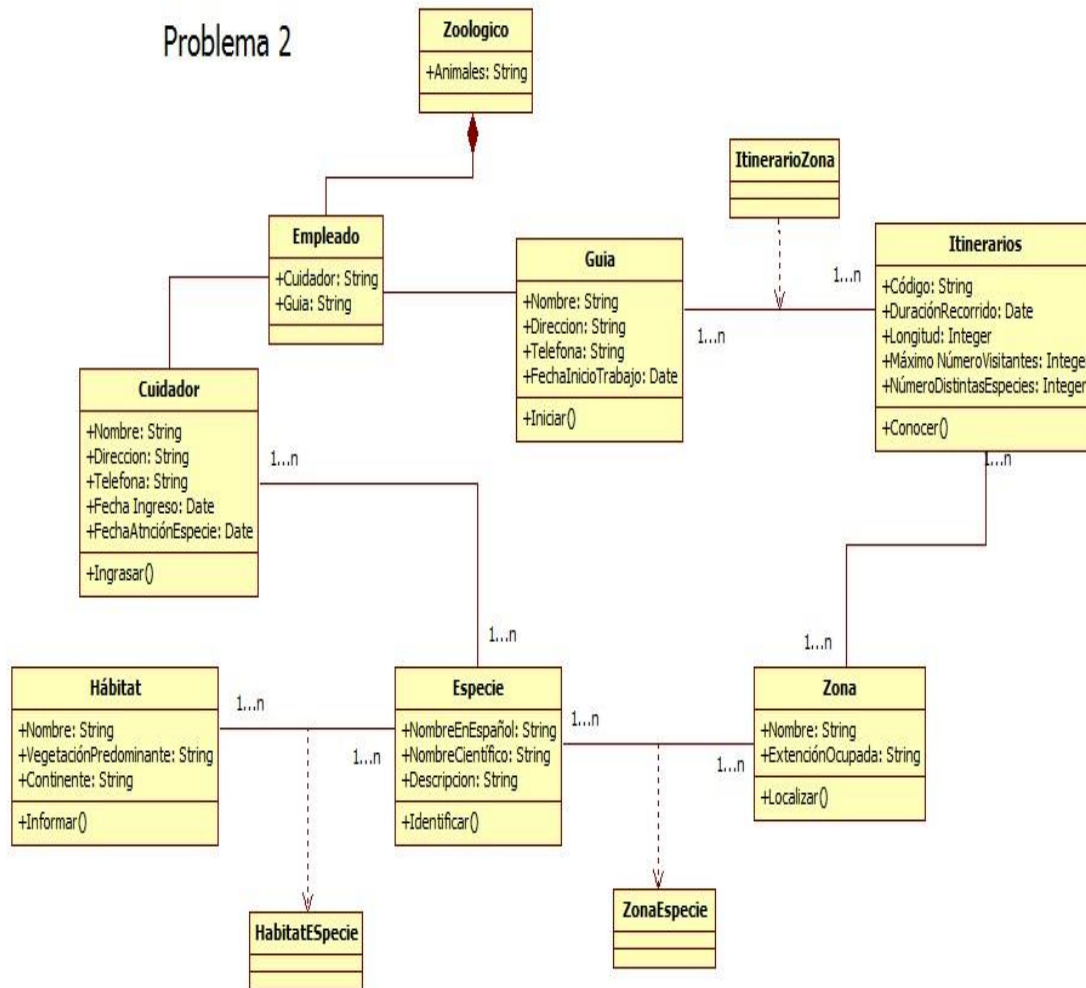 Problema 2
Zoologico
+Animales: String
ItinerarioZona
Empleado
+Cuidador: String
+Guia: String
Guia
+Nombre: String
+Direccion: String
+Telefona: String
+FechaInicioTrabajo: Date
+Iniciar()
1...n
1...n
Itinerarios
+Código: String
+DuraciónRecorrido: Date
+Longitud: Integer
+Máximo NúmeroVisitantes: Integer
+NúmeroDistintasEspecies: Integer
+Conocer()
1...n
Cuidador
+Nombre: String
+Direccion: String
+Telefona: String
+Fecha Ingreso: Date
+FechaAtnciónEspecie: Date
+Ingrasar()
1...n
1...n
1...n
Hábitat
+Nombre: String
+VegetaciónPredominante: String
+Continente: String
+Informar()
1...n
1...n
Especie
+NombreEnEspañol: String
+NombreCientífico: String
+Descripcion: String
+Identificar()
1...n
1...n
Zona
+Nombre: String
+ExtenciónOcupada: String
+Localizar()
HabitatESpecie
ZonaEspecie